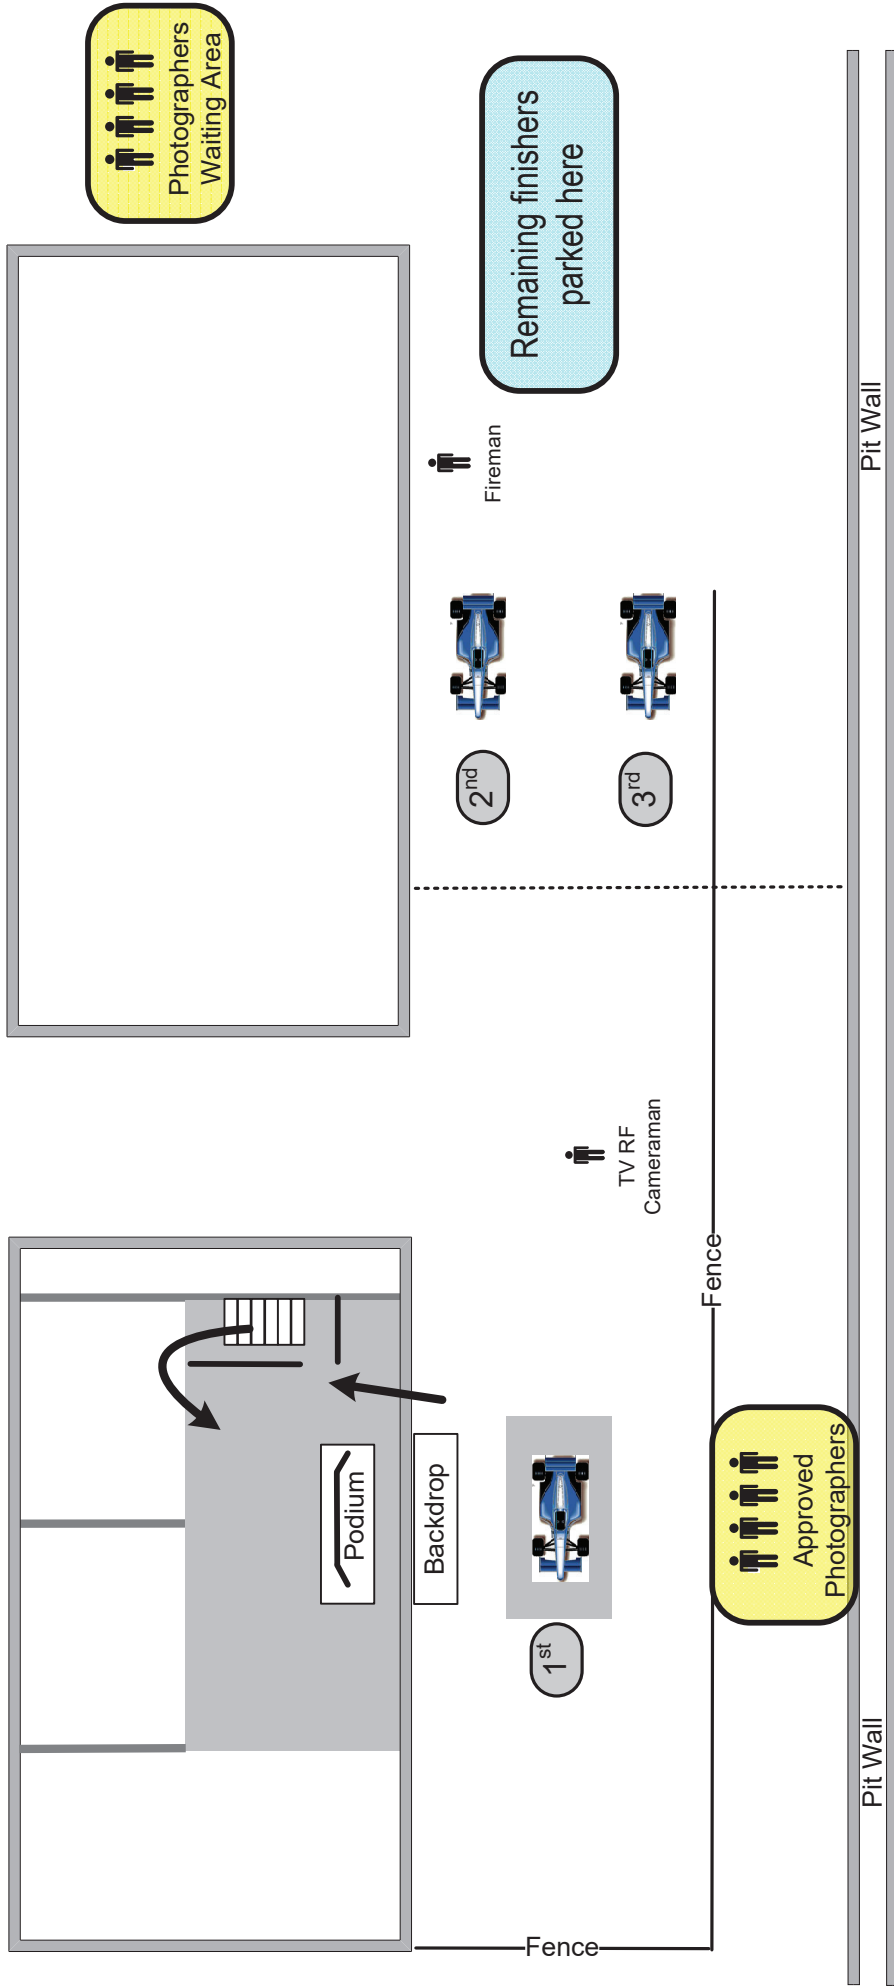 Photographers
Waiting Area
Remaining finishers
parked here
Fireman
Pit Wall
2nd
3rd
TV RF
Cameraman
Fence
Podium
Backdrop
1st
Approved
Photographers
Pit Wall
Fence